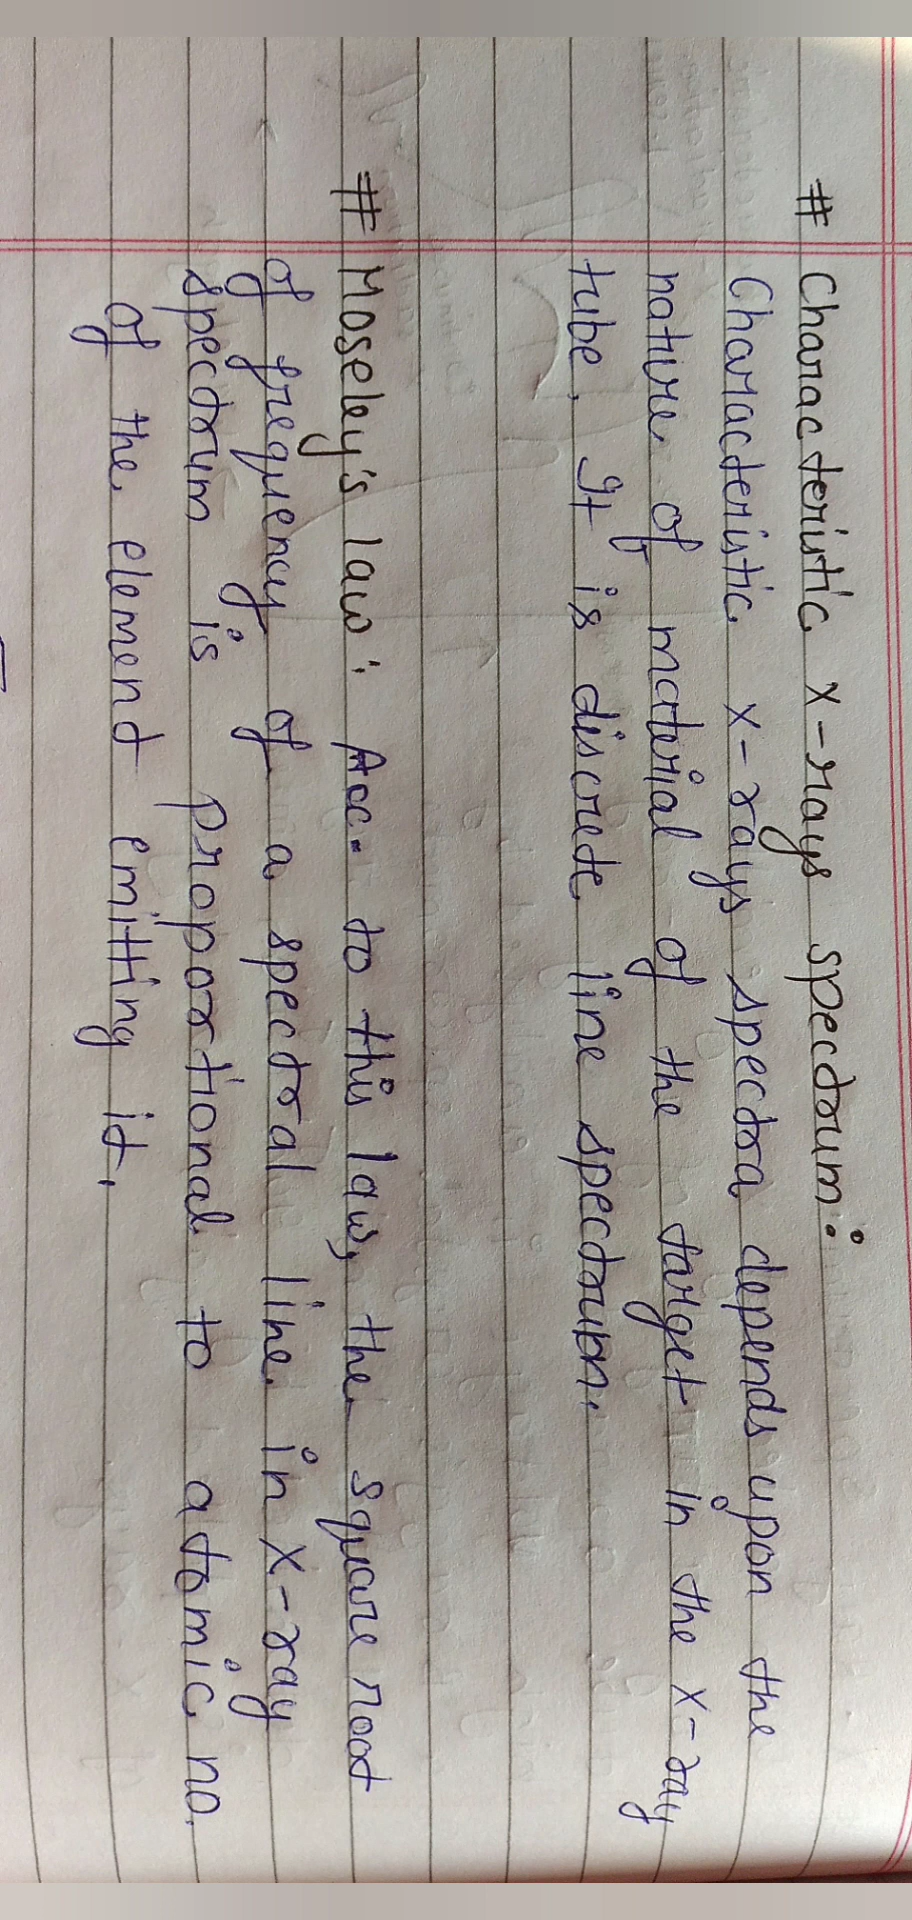 # Characteristic x-rays spectrum:
Characteristic x-rays spectra depends upon the
nature of material of the target in the x-ray
tube. It is discrete line spectrum.
# Moseley's law: Acc. to this law, the square root
of frequency of a spectral line in X-ray
spectrum is proportional to atomic no.
of the element emitting it.